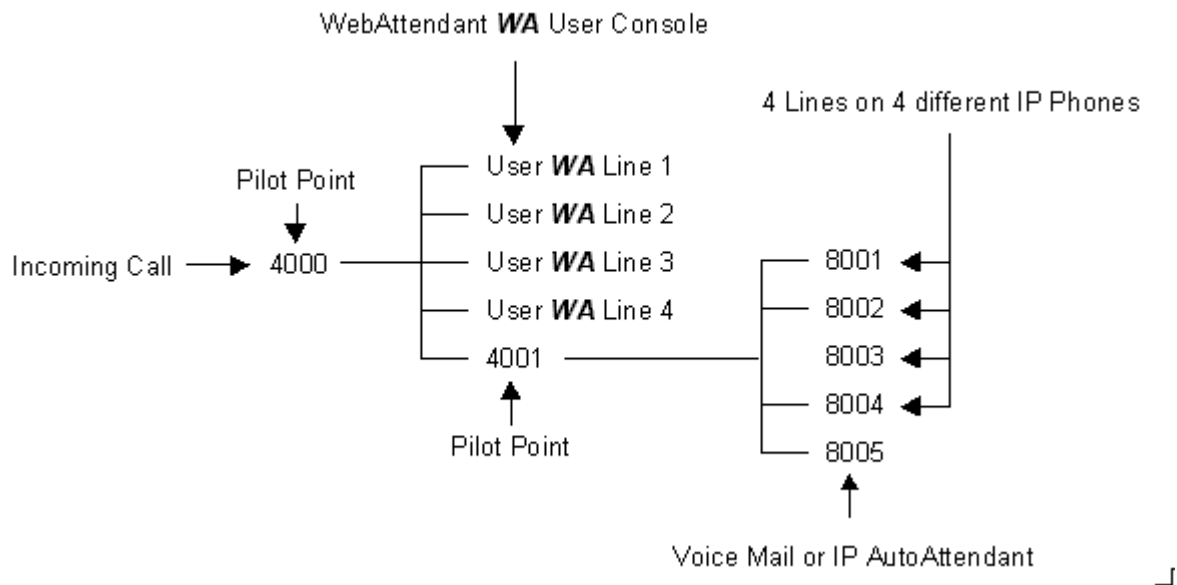 WebAttendant WA User Console
4 Lines on 4 different IP Phones
User WA Line 1
Pilot Point
User WA Line 2
Incoming Call
4000
User WA Line 3
8001
User WA Line 4
8002
4001
8003
8004
Pilot Point
8005
Voice Mail or IP AutoAttendant